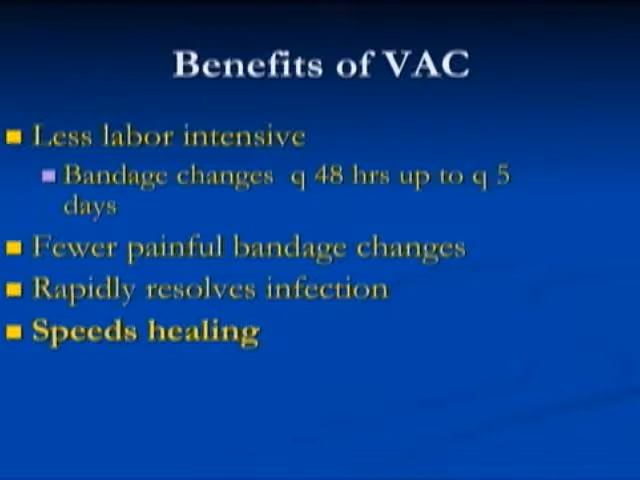 Benefits of VAC
Less labor intensive
Bandage changes q 48 hrs up to q 5
days
Fewer painful bandage changes
Rapidly resolves infection
Speeds healing